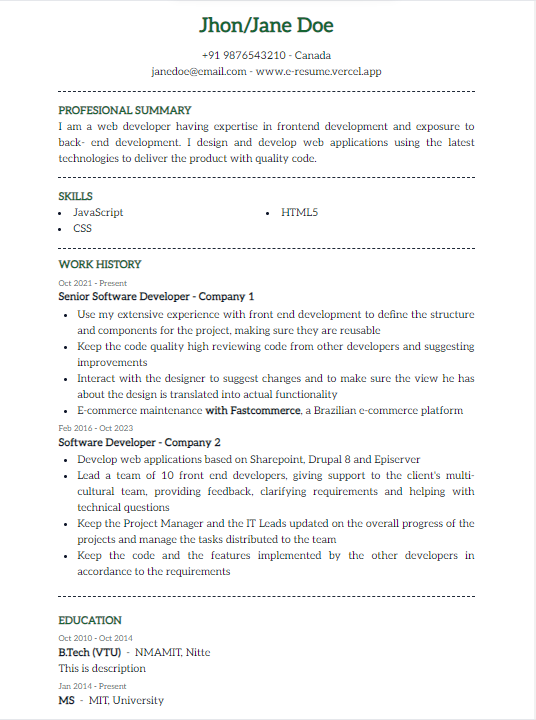 Jhon/Jane Doe
+91 9876543210 - Canada
janedoe@email.com - www.e-resume.vercel.app
PROFESIONAL SUMMARY
I am a web developer having expertise in frontend development and exposure to
back- end development. I design and develop web applications using the latest
technologies to deliver the product with quality code.
SKILLS
• JavaScript • HTML5
• CSS
WORK HISTORY
Oct 2021 - Present
Senior Software Developer - Company 1
• Use my extensive experience with front end development to define the structure
and components for the project, making sure they are reusable
• Keep the code quality high reviewing code from other developers and suggesting
improvements
• Interact with the designer to suggest changes and to make sure the view he has
about the design is translated into actual functionality
• E-commerce maintenance with Fastcommerce, a Brazilian e-commerce platform
Feb 2016 - Oct 2023
Software Developer - Company 2
• Develop web applications based on Sharepoint, Drupal 8 and Episerver
• Lead a team of 10 front end developers, giving support to the client's multi-
cultural team, providing feedback, clarifying requirements and helping with
technical questions
• Keep the Project Manager and the IT Leads updated on the overall progress of the
projects and manage the tasks distributed to the team
• Keep the code and the features implemented by the other developers in
accordance to the requirements
EDUCATION
Oct 2010 - Oct 2014
B.Tech (VTU) - NMAMIT, Nitte
This is description
Jan 2014 - Present
MS - MIT, University